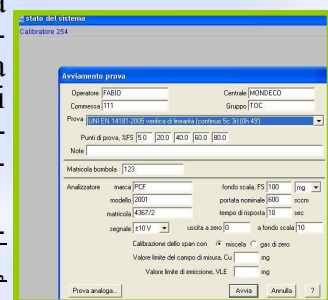 stato del sistema
Calibratore 254
Avviamento prova
Operatore FABIO Centrale MONDECO
Commessa 111 Gruppo TOC
Prova UNI EN 14181-2005 verifica di linearità (continuo 5c 3r) (0h 49')
Punti di prova, %FS 5.0 20.0 40.0 60.0 80.0
Note
Matricola bombola 123
Analizzatore marca PCF fondo scala, FS 100 mg
modello 2001 portata nominale 600 sccm
matricola 4367/2 tempo di risposta 10 sec
segnale ±10 V uscita a zero 0 a fondo scala 10
Calibrazione dello span con miscela gas di zero
Valore limite del campo di misura, Cu mg
Valore limite di emissione, VLE mg
Prova analoga... Avvia Annulla ?